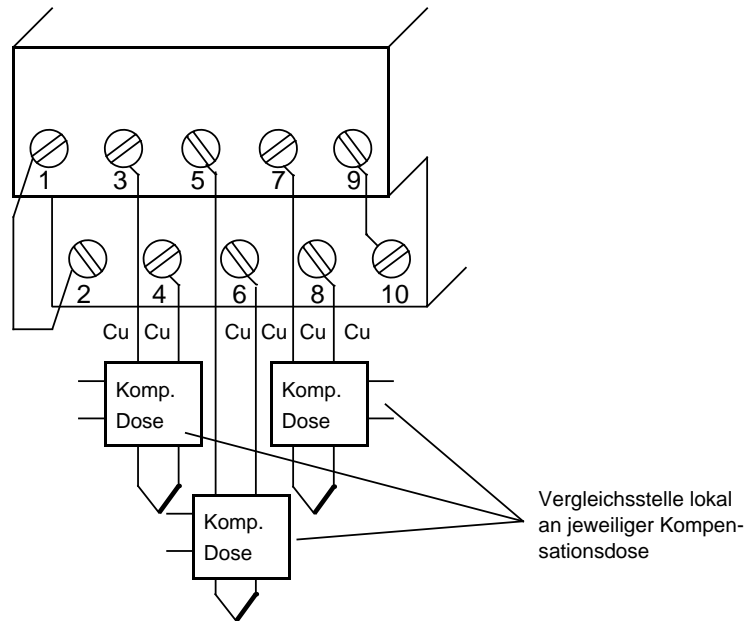 1 3 5 7 9
2 4 6 8 10
Cu Cu Cu Cu Cu Cu
Komp.
Dose
Komp.
Dose
Komp.
Dose
Vergleichsstelle lokal
an jeweiliger Kompen-
sationsdose